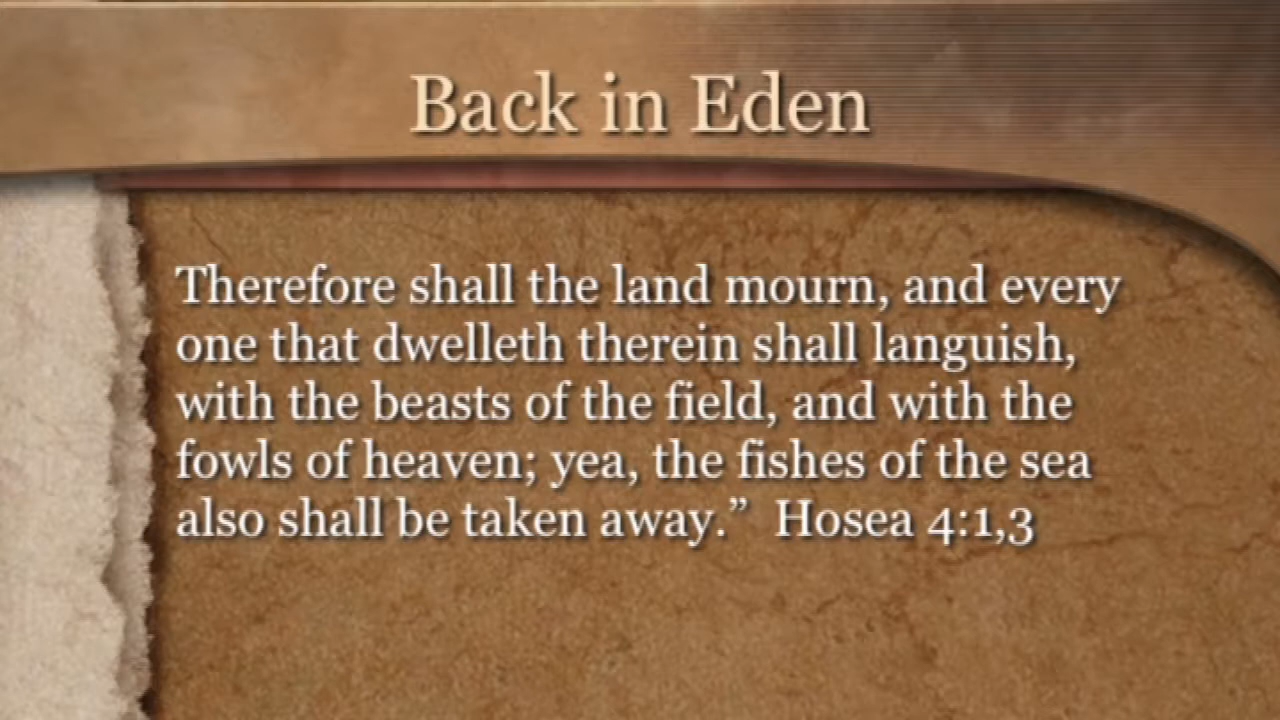 Back in Eden
Therefore shall the land mourn, and every
one that dwelleth therein shall languish,
with the beasts of the field, and with the
fowls of heaven; yea, the fishes of the sea
also shall be taken away.”  Hosea 4:1,3